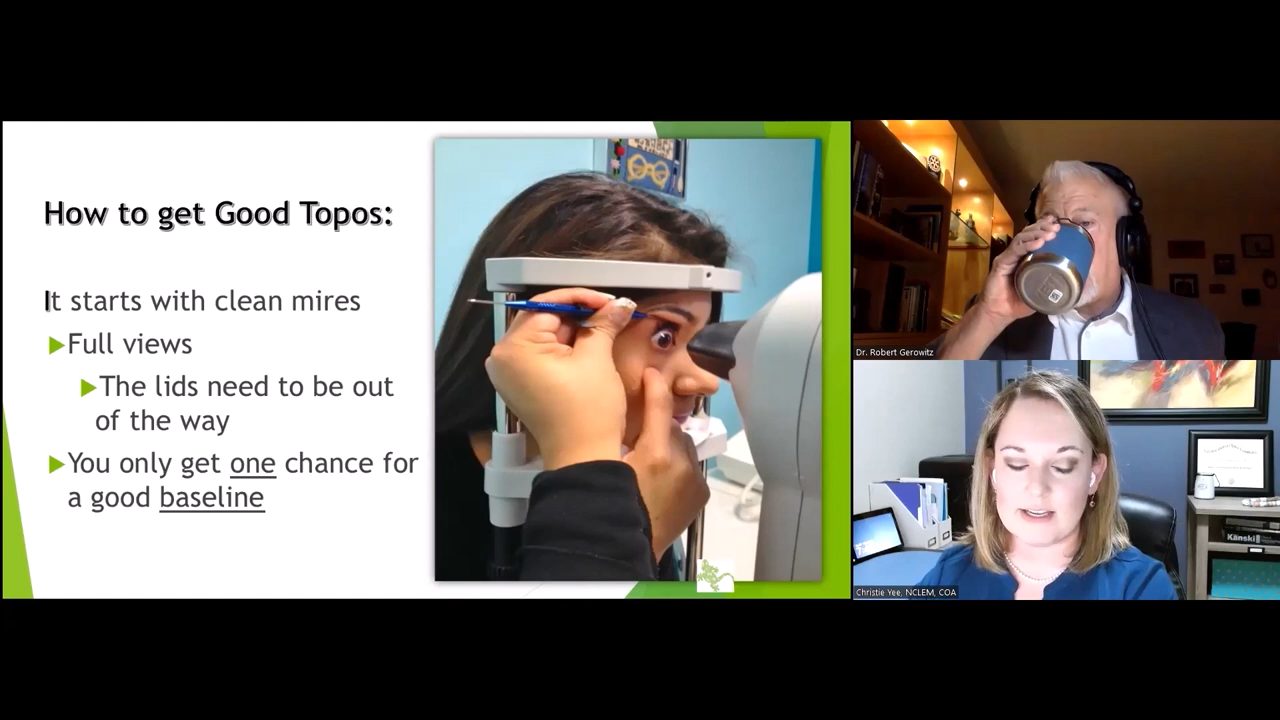 How to get Good Topos:
It starts with clean mires
Full views
The lids need to be out
of the way
You only get one chance for
a good baseline
Dr. Robert Gerowitz
Christie Yee, NCLEM, COA
Kanski